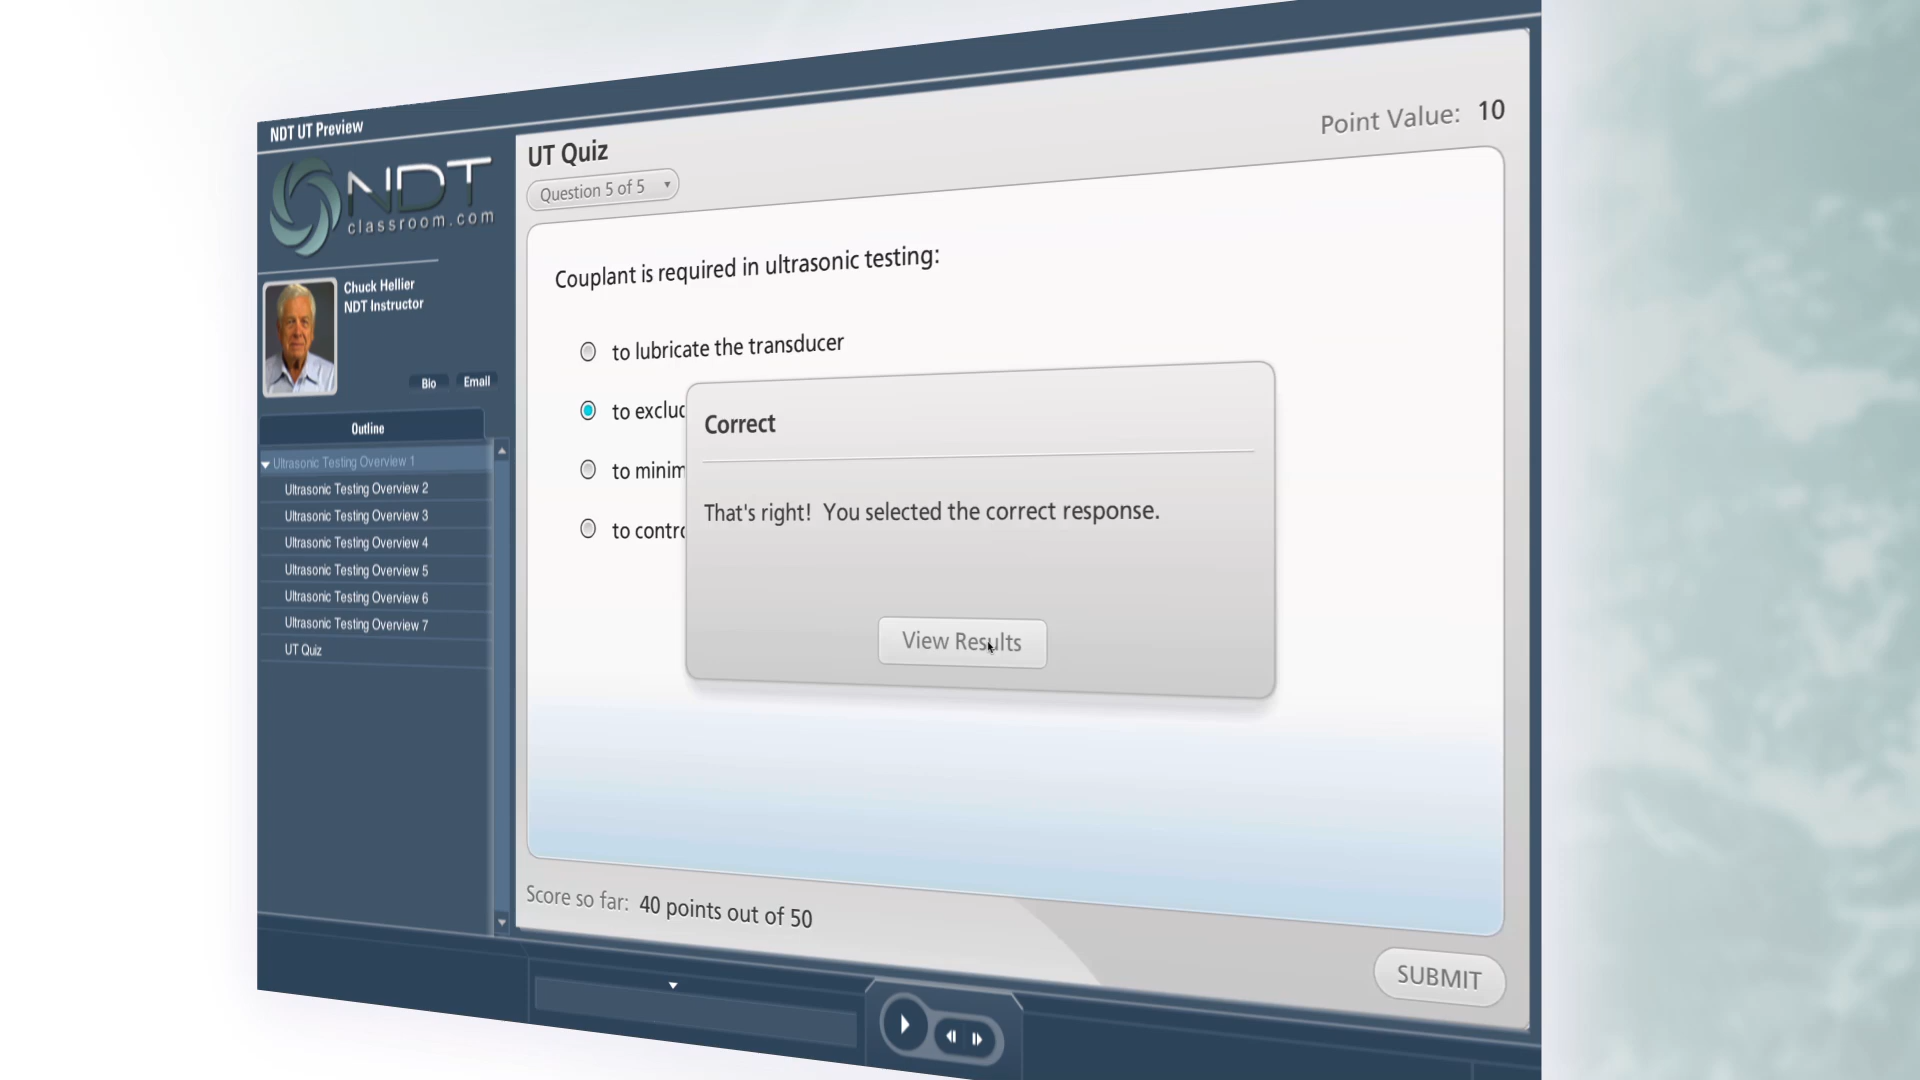 NDT UT Preview
NDT
classroom.com
Chuck Hellier
NDT Instructor
Bio
Email
Outline
Ultrasonic Testing Overview 1
Ultrasonic Testing Overview 2
Ultrasonic Testing Overview 3
Ultrasonic Testing Overview 4
Ultrasonic Testing Overview 5
Ultrasonic Testing Overview 6
Ultrasonic Testing Overview 7
UT Quiz
UT Quiz
Point Value: 10
Question 5 of 5
Couplant is required in ultrasonic testing:
to lubricate the transducer
to exclud
to minim
to contro
Correct
That's right! You selected the correct response.
View Results
Score so far: 40 points out of 50
SUBMIT